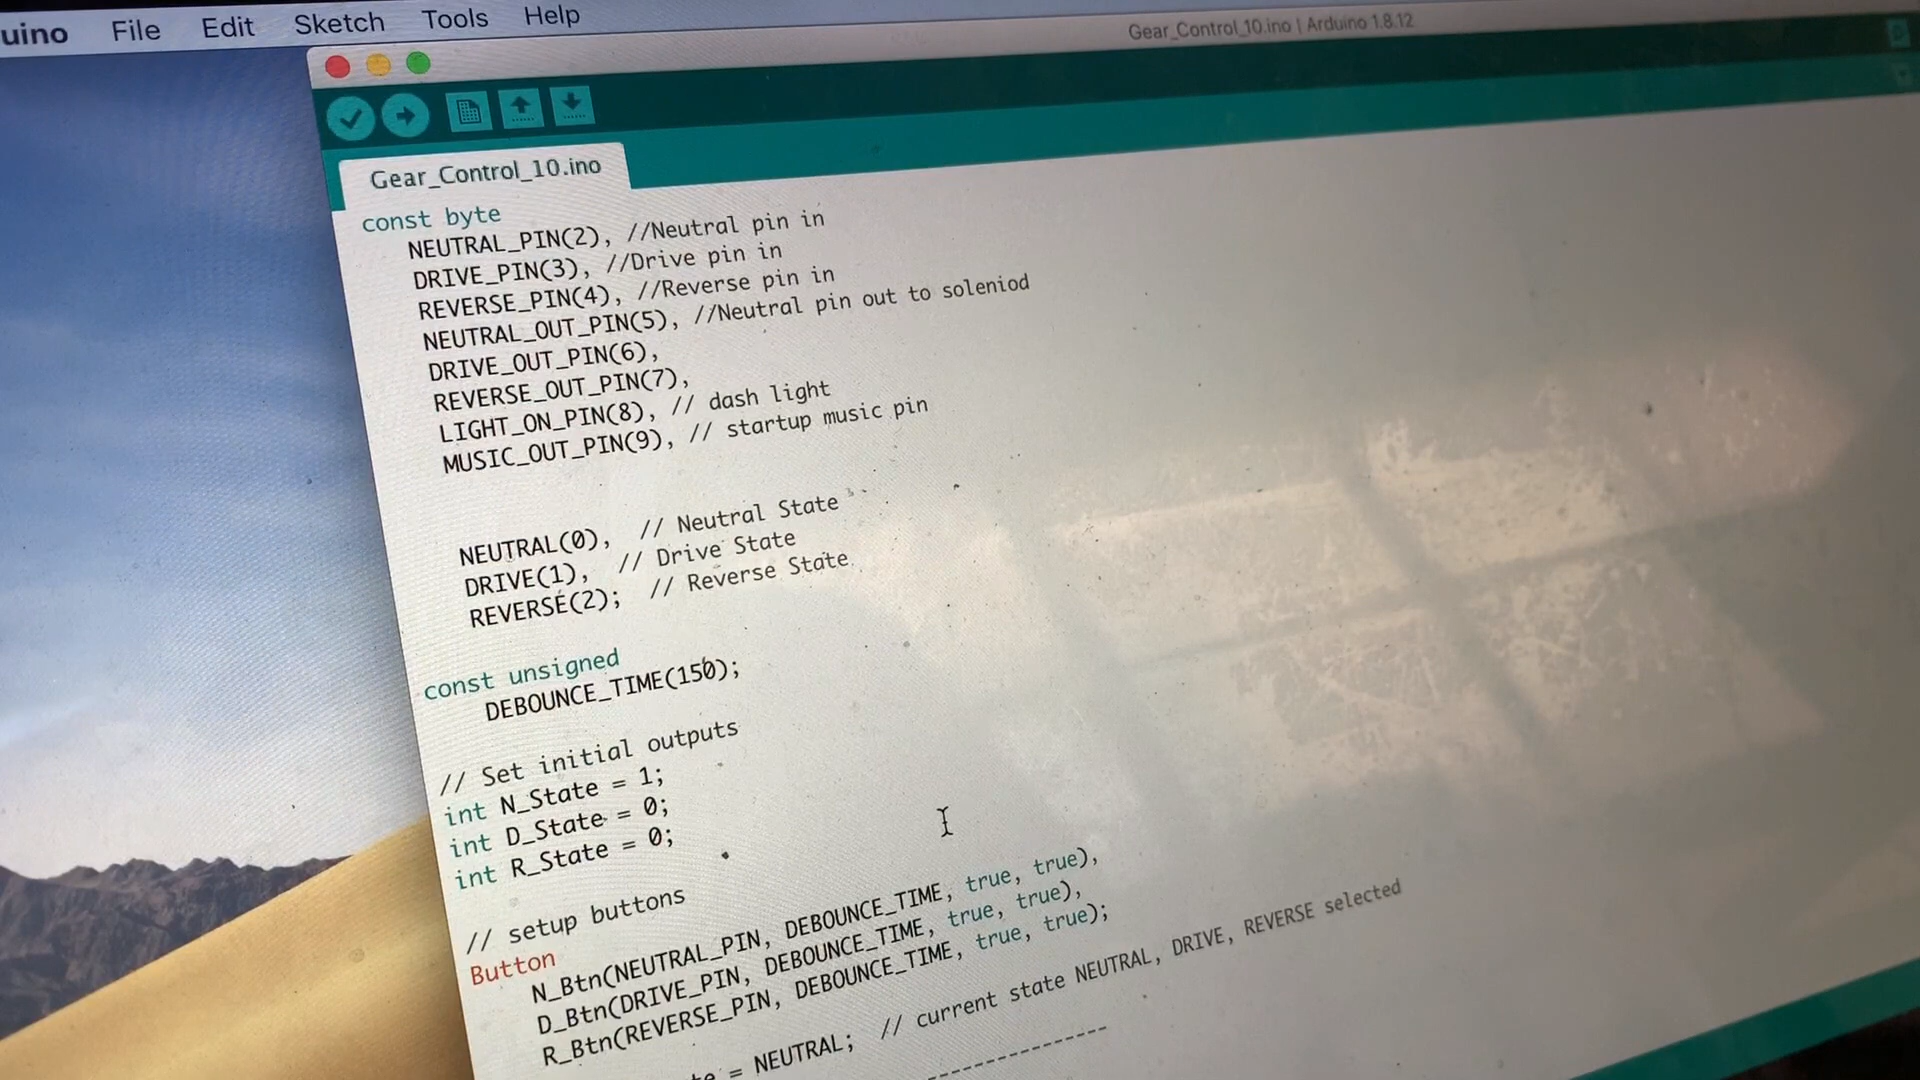 uino File Edit Sketch Tools Help
Gear_Control_10.ino | Arduino 1.8.12
Gear_Control_10.ino
const byte
NEUTRAL_PIN(2), //Neutral pin in
DRIVE_PIN(3), //Drive pin in
REVERSE_PIN(4), //Reverse pin in
NEUTRAL_OUT_PIN(5), //Neutral pin out to soleniod
DRIVE_OUT_PIN(6),
REVERSE_OUT_PIN(7),
LIGHT_ON_PIN(8), // dash light
MUSIC_OUT_PIN(9), // startup music pin
NEUTRAL(0), // Neutral State
DRIVE(1), // Drive State
REVERSE(2); // Reverse State
const unsigned
DEBOUNCE_TIME(150);
// Set initial outputs
int N_State = 1;
int D_State = 0;
int R_State = 0;
// setup buttons
Button
N_Btn(NEUTRAL_PIN, DEBOUNCE_TIME, true, true),
D_Btn(DRIVE_PIN, DEBOUNCE_TIME, true, true),
R_Btn(REVERSE_PIN, DEBOUNCE_TIME, true, true);
= NEUTRAL; // current state NEUTRAL, DRIVE, REVERSE selected